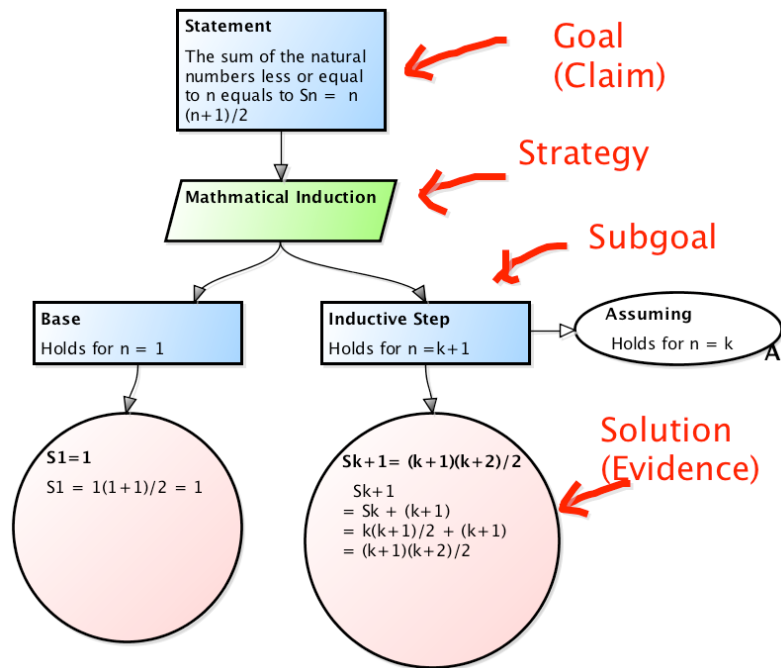 Statement
The sum of the natural
numbers less or equal
to n equals to Sn =  n
(n+1)/2
Goal
(Claim)
Mathmatical Induction
Strategy
Subgoal
Base
Holds for n = 1
Inductive Step
Holds for n =k+1
Assuming
Holds for n = k
A
S1=1
S1 = 1(1+1)/2 = 1
Sk+1= (k+1)(k+2)/2
Sk+1
= Sk + (k+1)
= k(k+1)/2 + (k+1)
= (k+1)(k+2)/2
Solution
(Evidence)